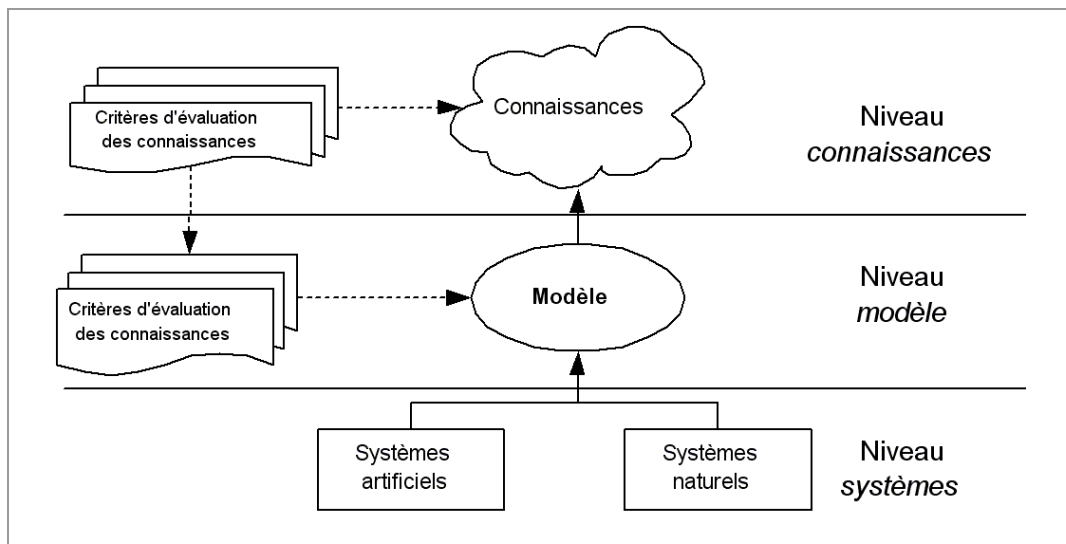 Critères d'évaluation
des connaissances
Connaissances
Niveau
connaissances
Critères d'évaluation
des connaissances
Modèle
Niveau
modèle
Systèmes
artificiels
Systèmes
naturels
Niveau
systèmes